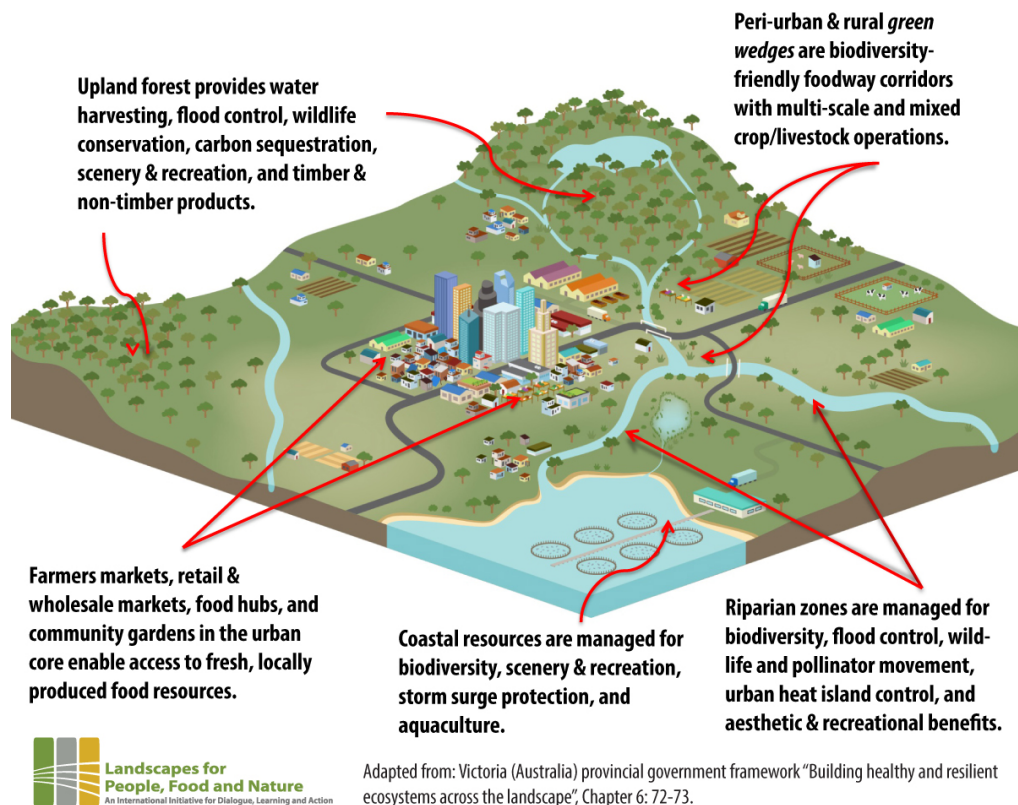 Peri-urban & rural green
wedges are biodiversity-
friendly foodway corridors
with multi-scale and mixed
crop/livestock operations.
Upland forest provides water
harvesting, flood control, wildlife
conservation, carbon sequestration,
scenery & recreation, and timber &
non-timber products.
Farmers markets, retail &
wholesale markets, food hubs, and
community gardens in the urban
core enable access to fresh, locally
produced food resources.
Coastal resources are managed for
biodiversity, scenery & recreation,
storm surge protection, and
aquaculture.
Riparian zones are managed for
biodiversity, flood control, wild-
life and pollinator movement,
urban heat island control, and
aesthetic & recreational benefits.
Landscapes for
People, Food and Nature
An International Initiative for Dialogue, Learning and Action
Adapted from: Victoria (Australia) provincial government framework “Building healthy and resilient
ecosystems across the landscape”, Chapter 6: 72-73.